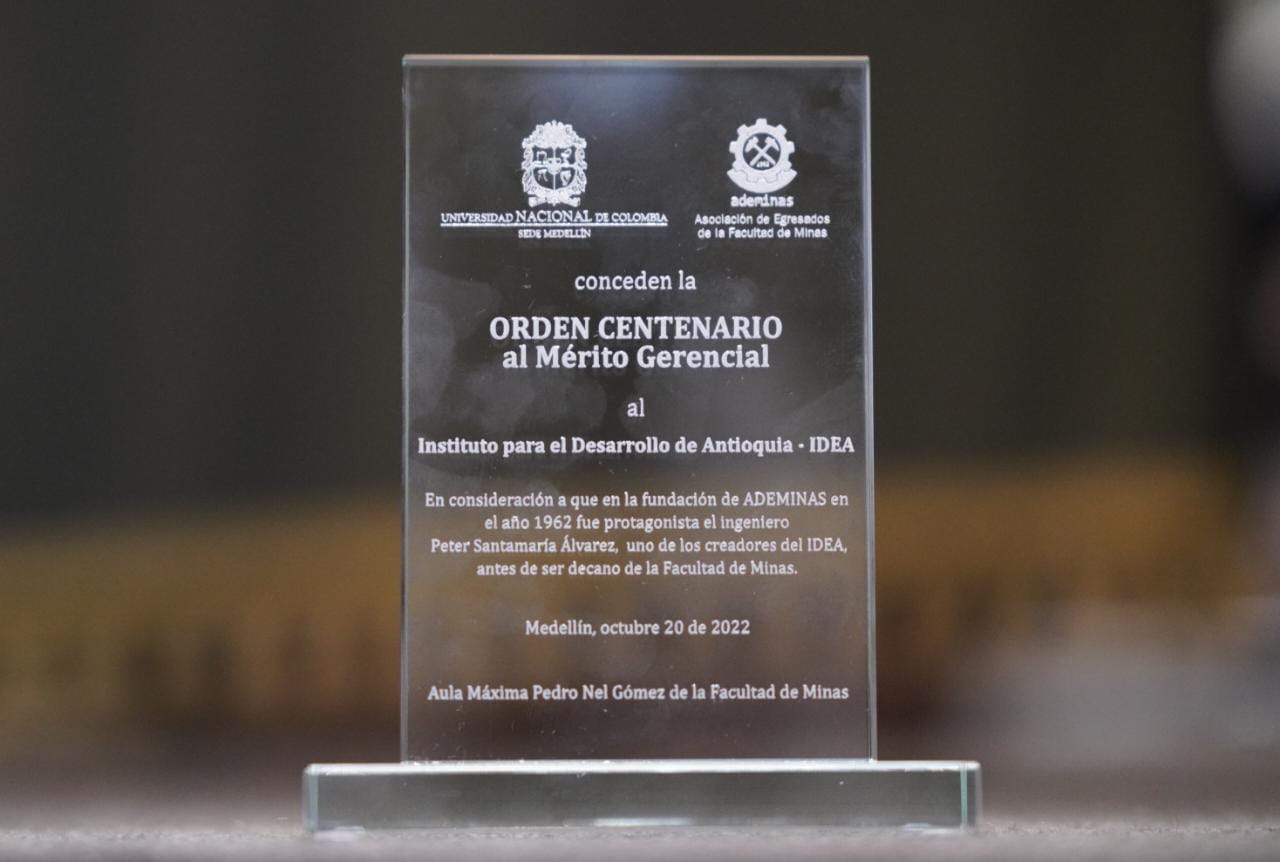 UNIVERSIDAD NACIONAL DE COLOMBIA
SEDE MEDELLÍN
1962
ademinas
Asociación de Egresados
de la Facultad de Minas
conceden la
ORDEN CENTENARIO
al Mérito Gerencial
al
Instituto para el Desarrollo de Antioquia - IDEA
En consideración a que en la fundación de ADEMINAS en
el año 1962 fue protagonista el ingeniero
Peter Santamaría Álvarez, uno de los creadores del IDEA,
antes de ser decano de la Facultad de Minas.
Medellín, octubre 20 de 2022
Aula Máxima Pedro Nel Gómez de la Facultad de Minas